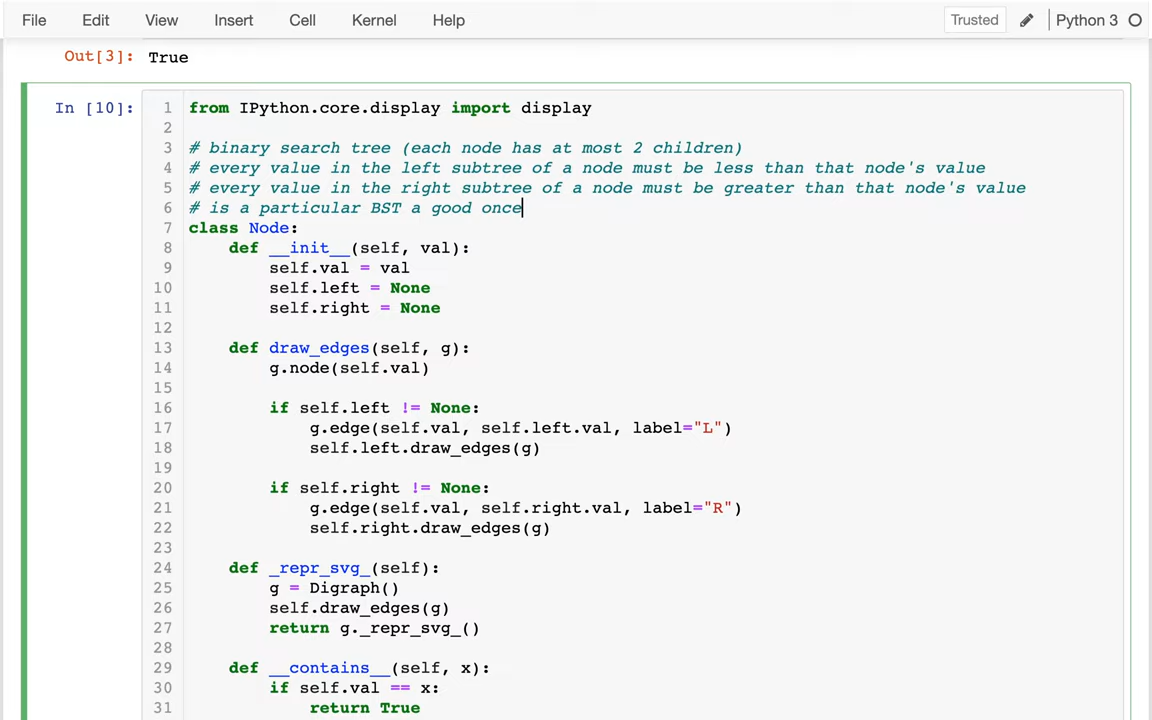 File Edit View Insert Cell Kernel Help Trusted Python 3
Out[3]: True
In [10]: 1 from IPython.core.display import display
2
3 # binary search tree (each node has at most 2 children)
4 # every value in the left subtree of a node must be less than that node's value
5 # every value in the right subtree of a node must be greater than that node's value
6 # is a particular BST a good once
7 class Node:
8     def __init__(self, val):
9         self.val = val
10         self.left = None
11         self.right = None
12
13     def draw_edges(self, g):
14         g.node(self.val)
15
16         if self.left != None:
17             g.edge(self.val, self.left.val, label="L")
18             self.left.draw_edges(g)
19
20         if self.right != None:
21             g.edge(self.val, self.right.val, label="R")
22             self.right.draw_edges(g)
23
24     def _repr_svg_(self):
25         g = Digraph()
26         self.draw_edges(g)
27         return g._repr_svg_()
28
29     def __contains__(self, x):
30         if self.val == x:
31             return True